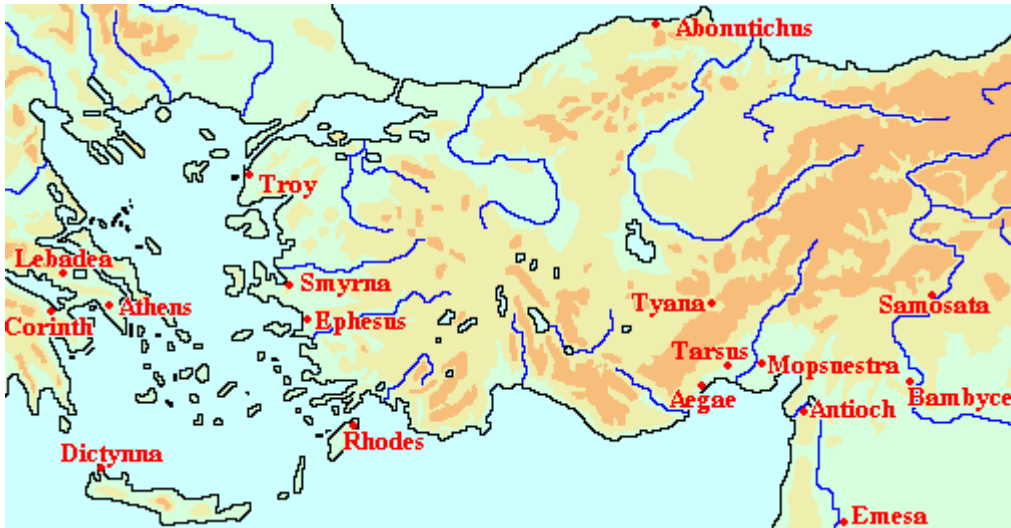 Abonutichus
Troy
Lebadea
Smyrna
Athens
Tyana
Samosata
Corinth
Ephesus
Tarsus
Mopsuestra
Aegae
Bambyce
Antioch
Rhodes
Dictynna
Emesa